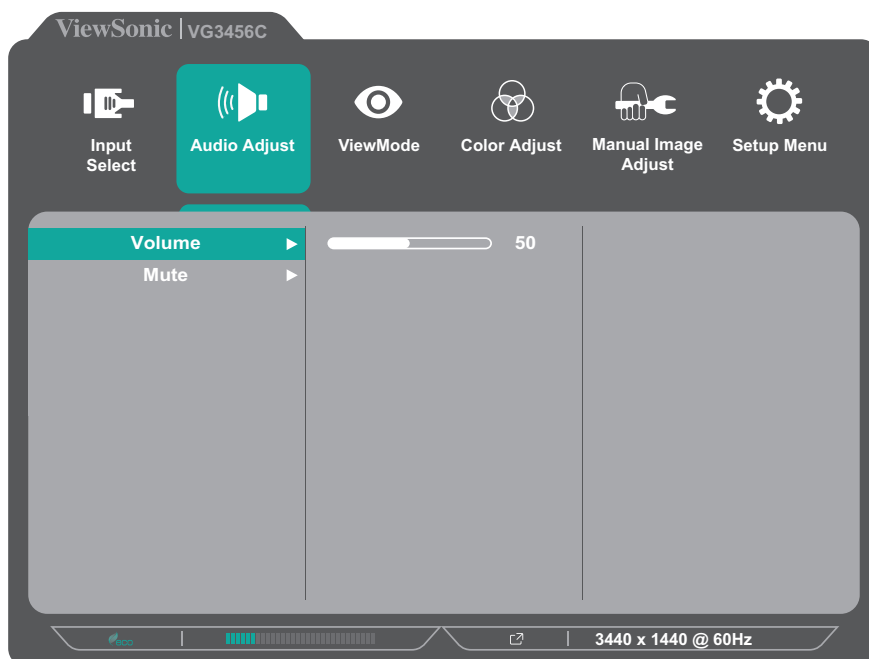 ViewSonic | VG3456C
Input
Select
Audio Adjust
ViewMode
Color Adjust
Manual Image
Adjust
Setup Menu
Volume
50
Mute
eco
3440 x 1440 @ 60Hz